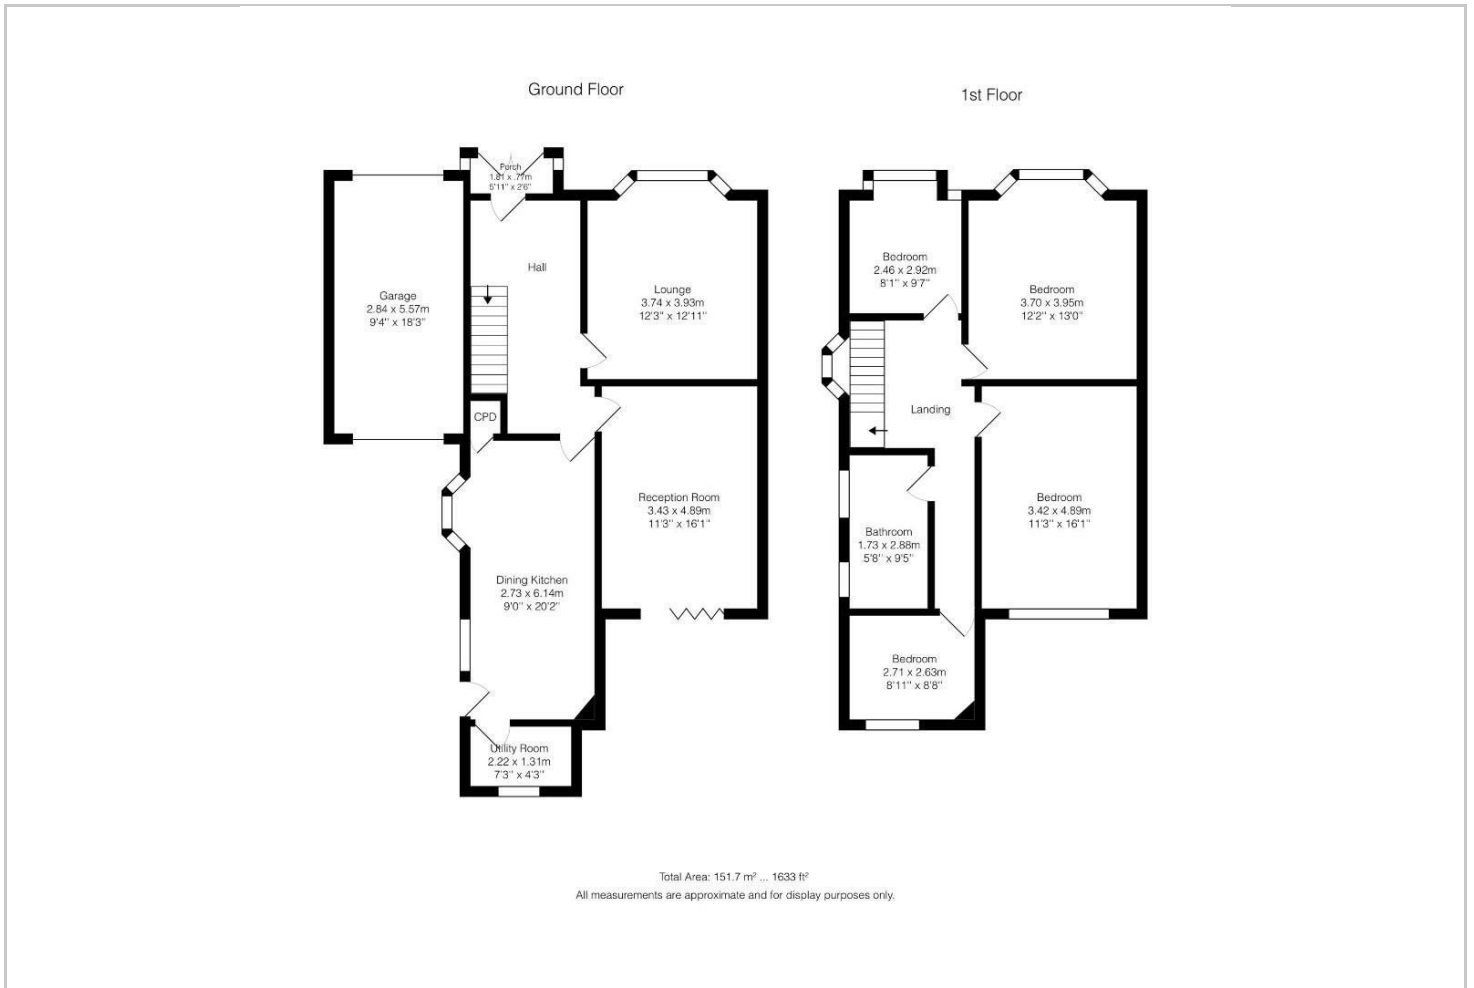 Ground Floor
1st Floor
Porch
1.81 x .77m
5'11" x 2'6"
Hall
Garage
2.84 x 5.57m
9'4" x 18'3"
Lounge
3.74 x 3.93m
12'3" x 12'11"
CPD
Reception Room
3.43 x 4.89m
11'3" x 16'1"
Dining Kitchen
2.73 x 6.14m
9'0" x 20'2"
Utility Room
2.22 x 1.31m
7'3" x 4'3"
Bedroom
2.46 x 2.92m
8'1" x 9'7"
Bedroom
3.70 x 3.95m
12'2" x 13'0"
Landing
Bedroom
3.42 x 4.89m
11'3" x 16'1"
Bathroom
1.73 x 2.88m
5'8" x 9'5"
Bedroom
2.71 x 2.63m
8'11" x 8'8"
Total Area: 151.7 m² ... 1633 ft²
All measurements are approximate and for display purposes only.